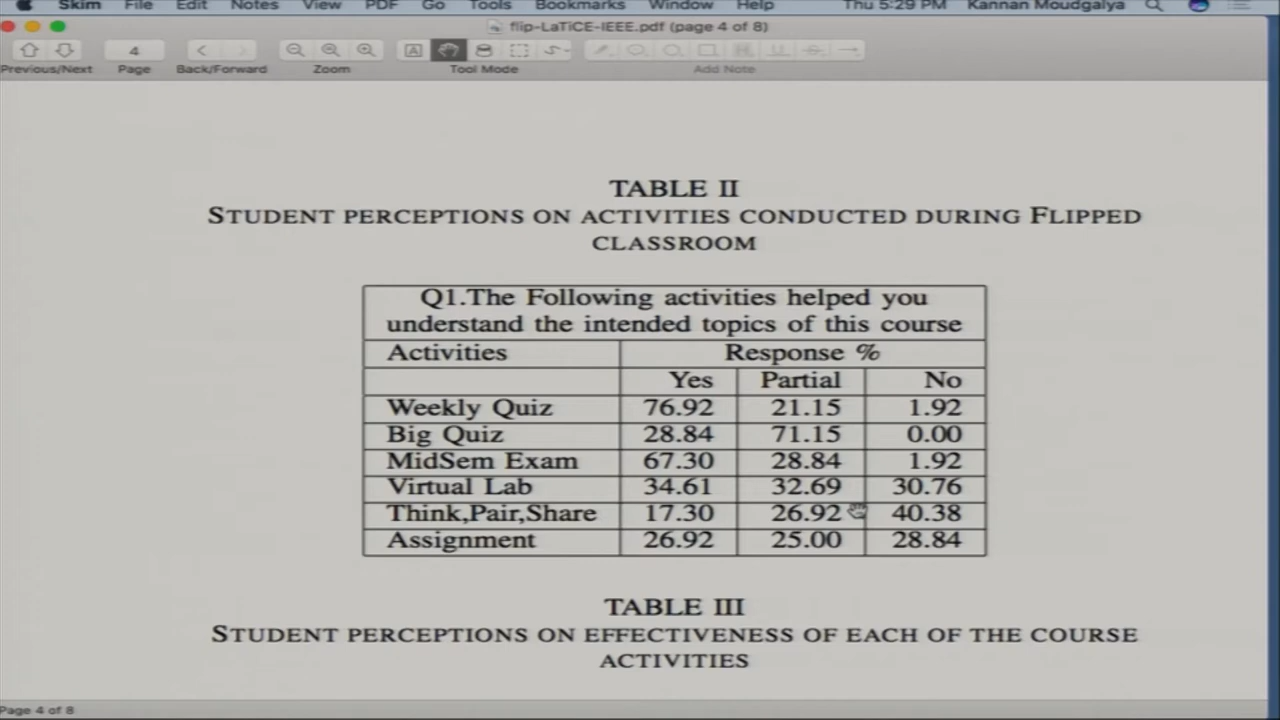 Skim File Edit Notes View PDF Go Tools Bookmarks Window Help Thu 5:29 PM Kannan Moudgalya
flip-LaTiCE-IEEE.pdf (page 4 of 8)
4
Previous/Next Page Back/Forward Zoom Tool Mode Add Note
TABLE II
STUDENT PERCEPTIONS ON ACTIVITIES CONDUCTED DURING FLIPPED
CLASSROOM
Q1.The Following activities helped you
understand the intended topics of this course
Activities Response %
Yes Partial No
Weekly Quiz 76.92 21.15 1.92
Big Quiz 28.84 71.15 0.00
MidSem Exam 67.30 28.84 1.92
Virtual Lab 34.61 32.69 30.76
Think,Pair,Share 17.30 26.92 40.38
Assignment 26.92 25.00 28.84
TABLE III
STUDENT PERCEPTIONS ON EFFECTIVENESS OF EACH OF THE COURSE
ACTIVITIES
Page 4 of 8